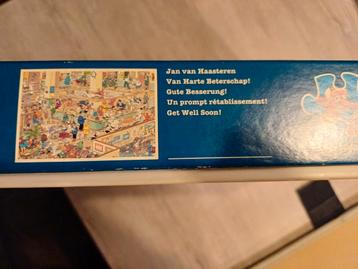 Jan van Haasteren
Van Harte Beterschap!
Gute Besserung!
Un prompt rétablissement!
Get Well Soon!